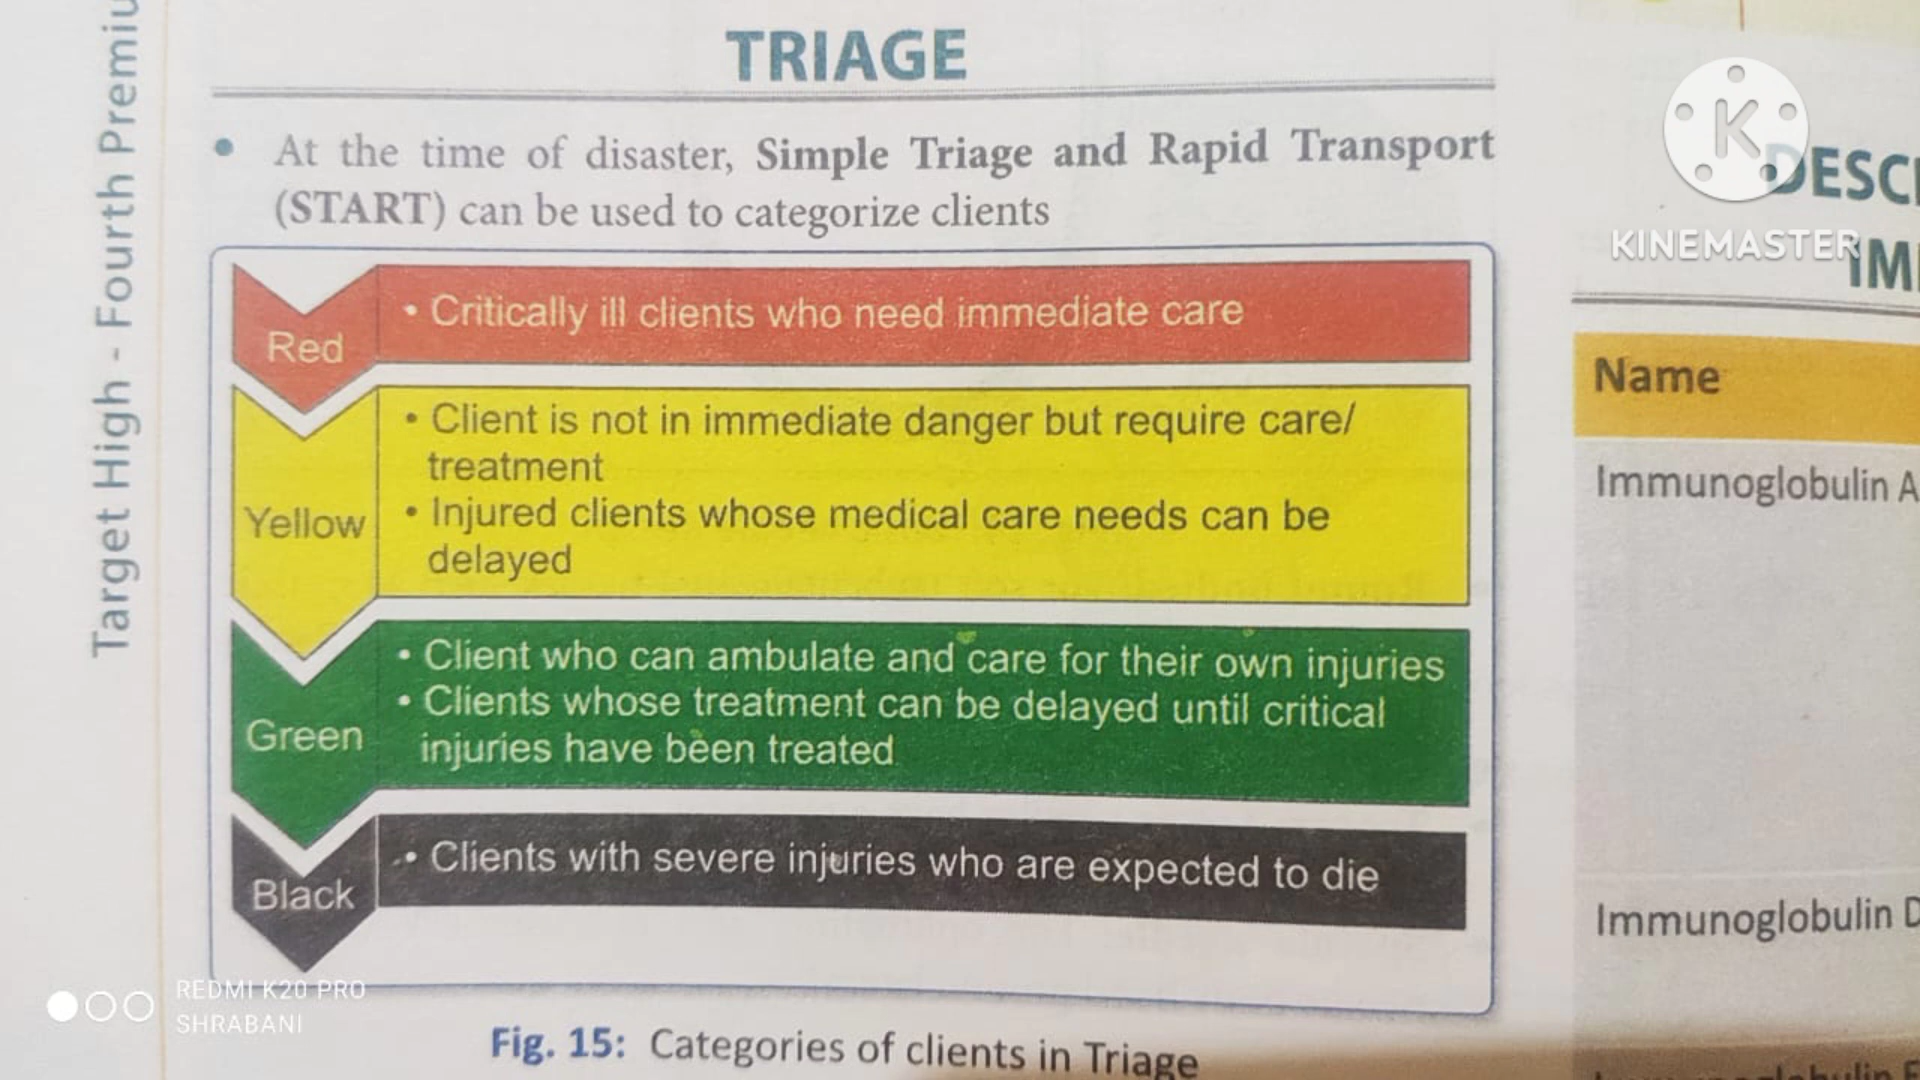 Target High - Fourth
TRIAGE
• At the time of disaster, Simple Triage and Rapid Transport
(START) can be used to categorize clients
Red
• Critically ill clients who need immediate care
Yellow
• Client is not in immediate danger but require care/
treatment
• Injured clients whose medical care needs can be
delayed
Green
• Client who can ambulate and care for their own injuries
• Clients whose treatment can be delayed until critical
injuries have been treated
Black
• Clients with severe injuries who are expected to die
Fig. 15: Categories of clients in Triage
K
KINEMASTER
Name
Immunoglobulin A
Immunoglobulin D
REDMI K20 PRO
SHRABANI